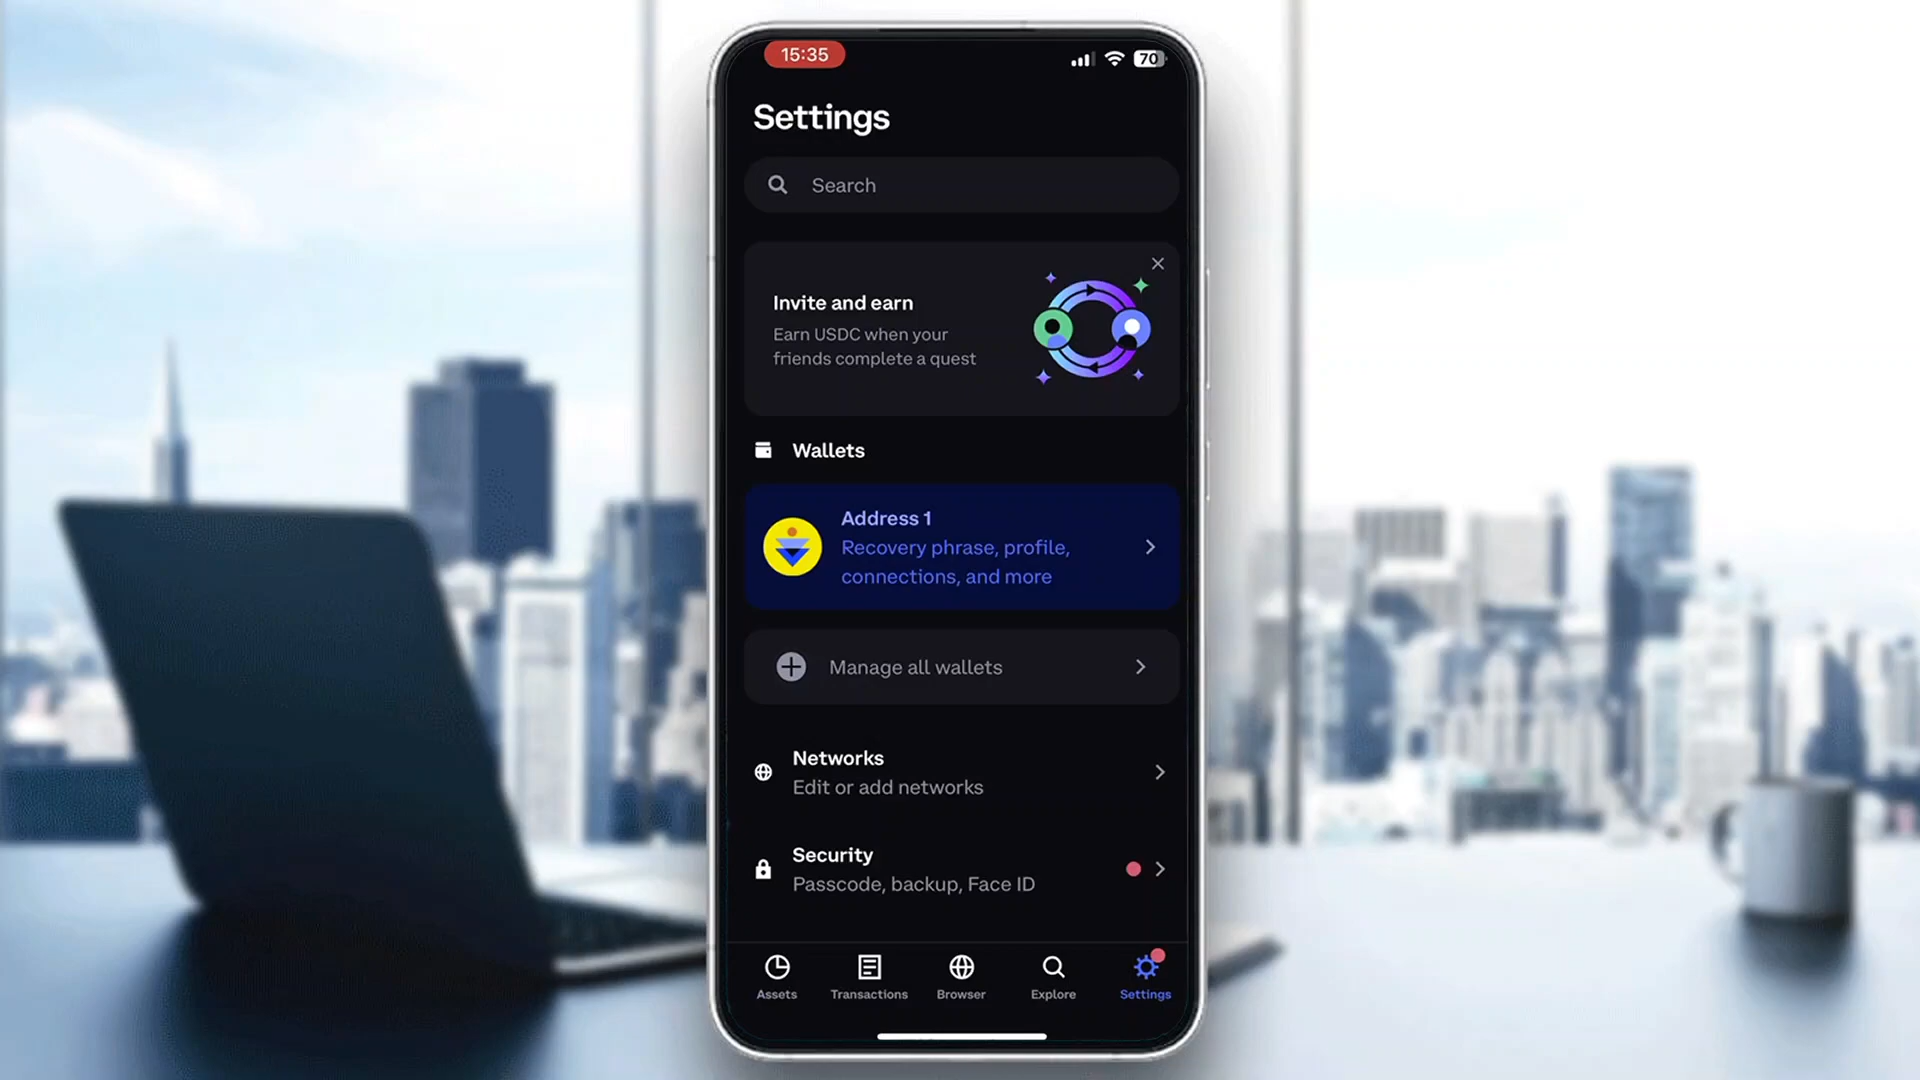 15:35
70
Settings
Search
Invite and earn
Earn USDC when your
friends complete a quest
Wallets
Address 1
Recovery phrase, profile,
connections, and more
Manage all wallets
Networks
Edit or add networks
Security
Passcode, backup, Face ID
Assets
Transactions
Browser
Explore
Settings